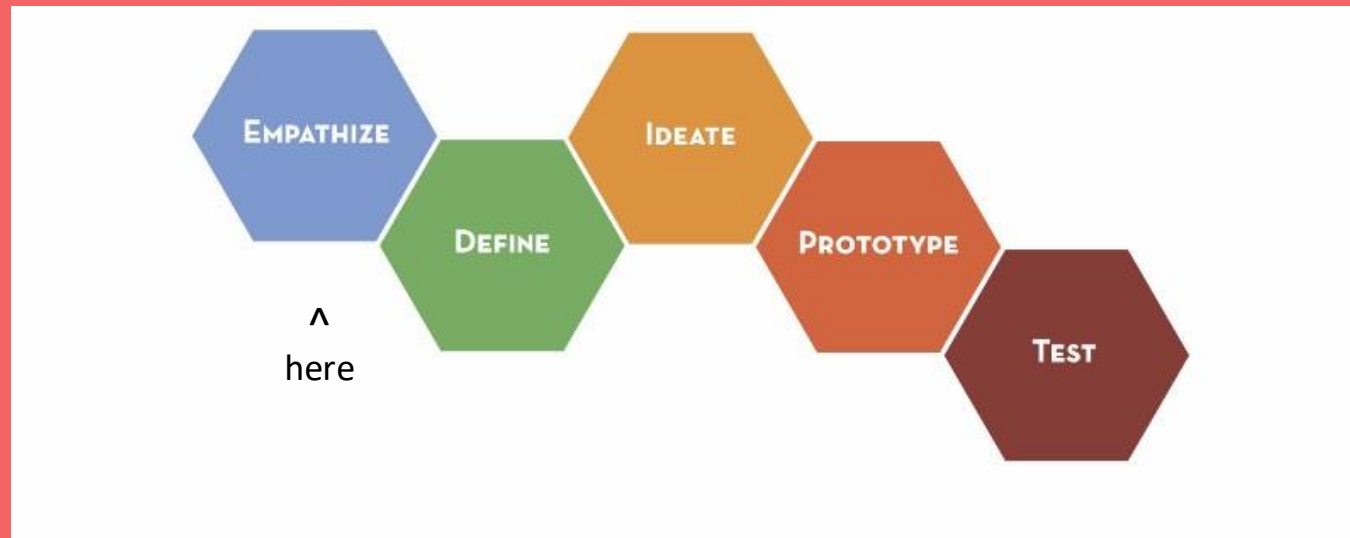 EMPATHIZE
DEFINE
IDEATE
PROTOTYPE
TEST
^
here